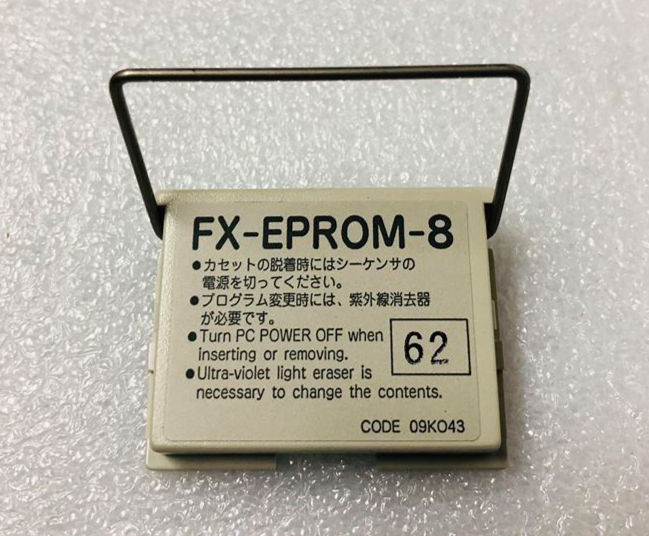 FX-EPROM-8
●カセットの脱着時にはシーケンサの
電源を切ってください。
●プログラム変更時には、紫外線消去器
が必要です。
●Turn PC POWER OFF when
inserting or removing.
62
●Ultra-violet light eraser is
necessary to change the contents.
CODE 09K043